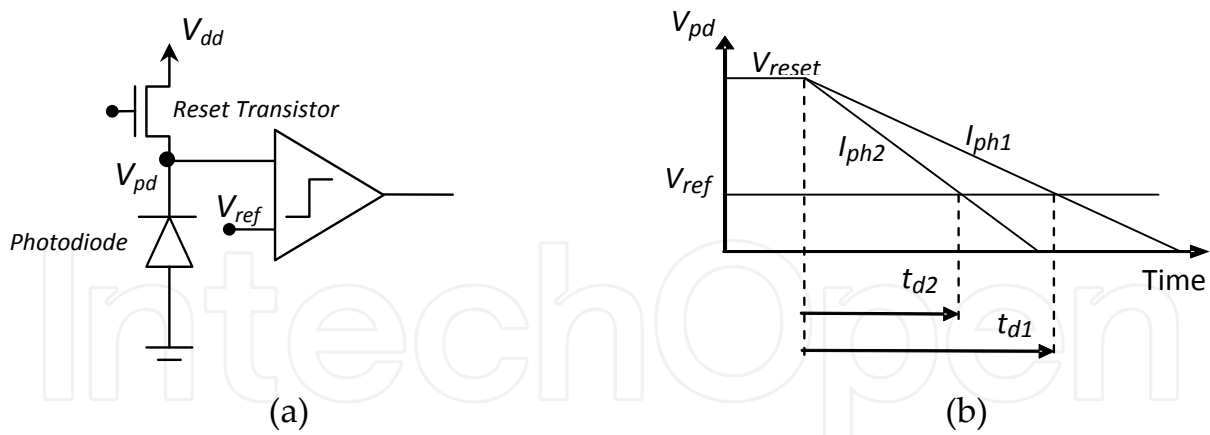 V_dd
Reset Transistor
V_pd
V_ref
Photodiode
(a)
V_pd
V_reset
I_ph2
I_ph1
V_ref
Time
t_d2
t_d1
(b)
IntechOpen